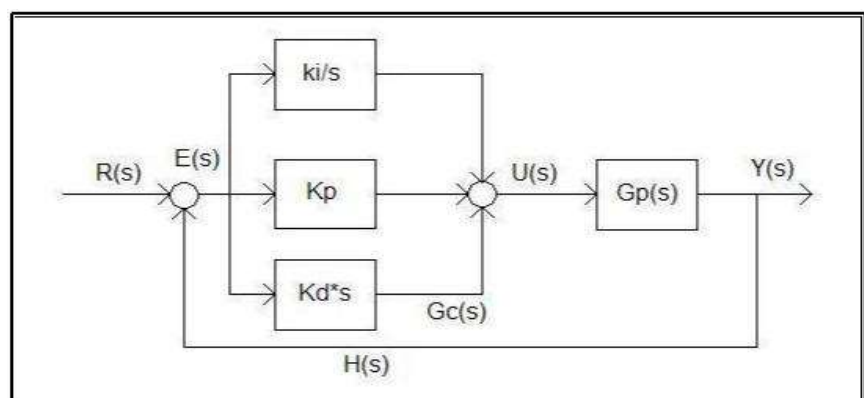 ki/s
R(s)
E(s)
Kp
U(s)
Gp(s)
Y(s)
Kd*s
Gc(s)
H(s)